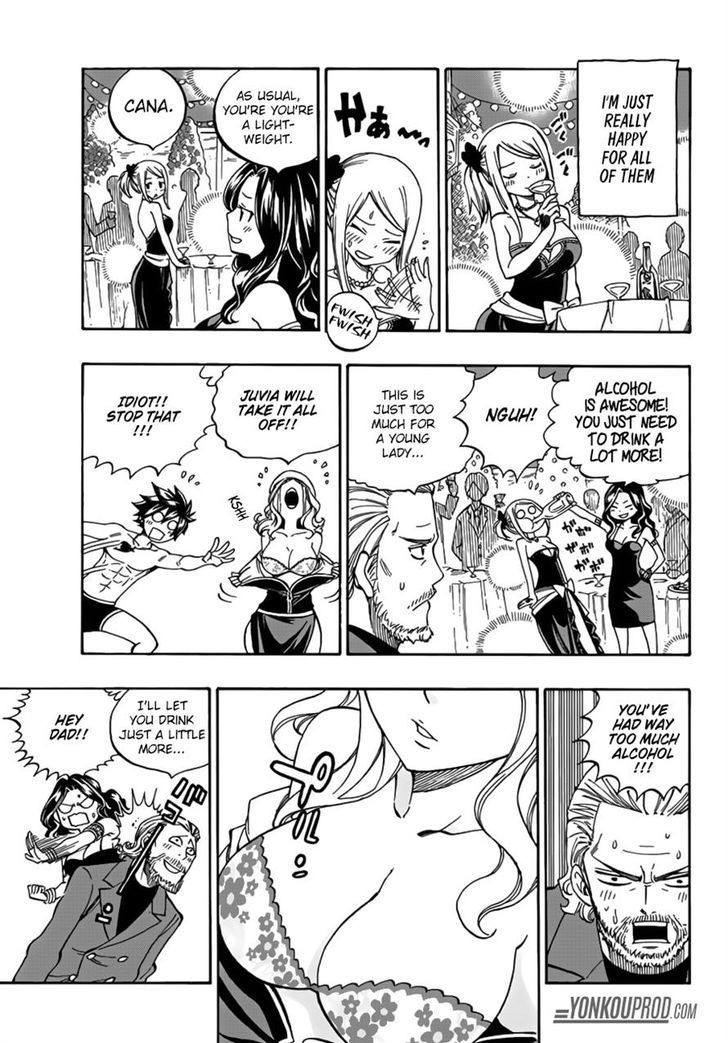 I'M JUST
REALLY
HAPPY
FOR ALL
OF THEM
FWISH
FWISH
AS USUAL,
YOU'RE YOU'RE
A LIGHT-
WEIGHT.
CANA.
ALCOHOL
IS AWESOME!
YOU JUST NEED
TO DRINK A
LOT MORE!
NGUH!
THIS IS
JUST TOO
MUCH FOR
A YOUNG
LADY...
JUVIA WILL
TAKE IT ALL
OFF!!
KSHH
IDIOT!!
STOP THAT
!!!
YOU'VE
HAD WAY
TOO MUCH
ALCOHOL
!!!
I'LL LET
YOU DRINK
JUST A LITTLE
MORE...
HEY
DAD!!
YONKOUPROD.COM